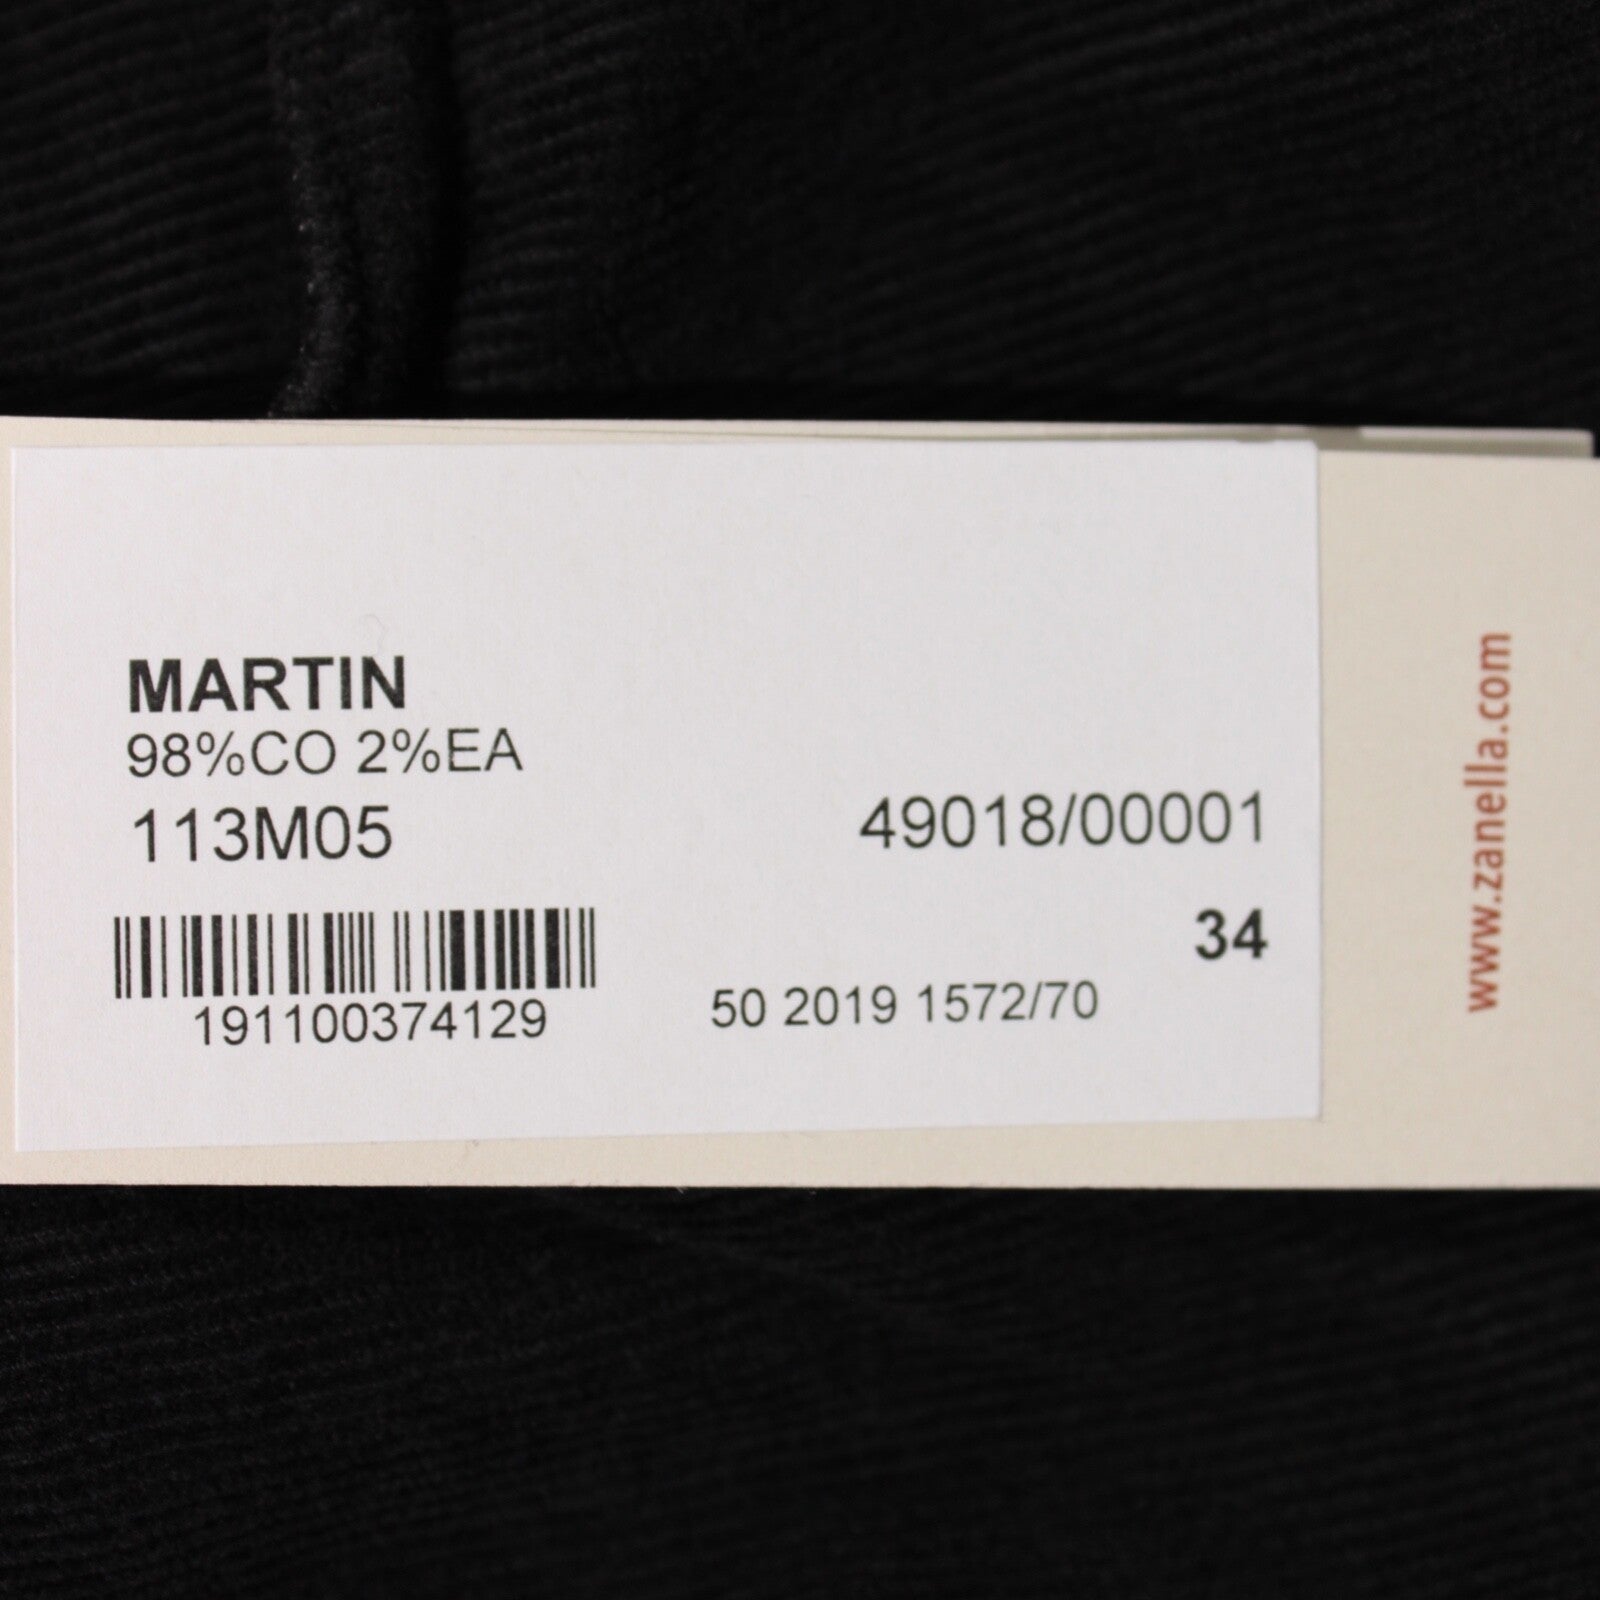 MARTIN
98%CO 2%EA
113M05
49018/00001
34
191100374129
50 2019 1572/70
www.zanella.com